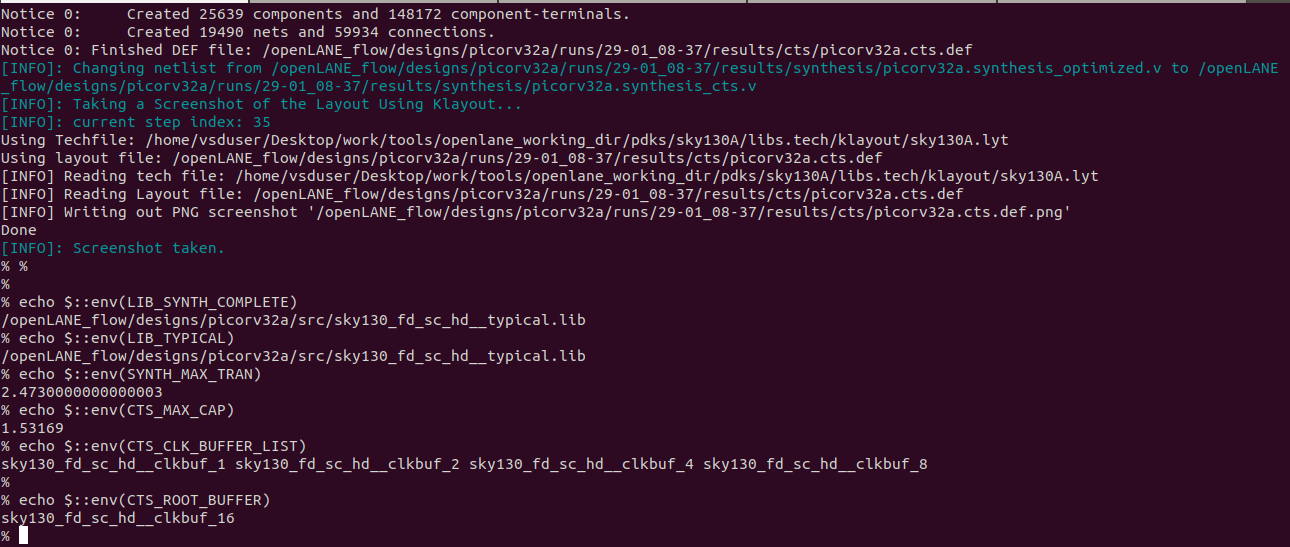 Notice 0:     Created 25639 components and 148172 component-terminals.
Notice 0:     Created 19490 nets and 59934 connections.
Notice 0: Finished DEF file: /openLANE_flow/designs/picorv32a/runs/29-01_08-37/results/cts/picorv32a.cts.def
[INFO]: Changing netlist from /openLANE_flow/designs/picorv32a/runs/29-01_08-37/results/synthesis/picorv32a.synthesis_optimized.v to /openLANE
_flow/designs/picorv32a/runs/29-01_08-37/results/synthesis/picorv32a.synthesis_cts.v
[INFO]: Taking a Screenshot of the Layout Using Klayout...
[INFO]: current step index: 35
Using Techfile: /home/vsduser/Desktop/work/tools/openlane_working_dir/pdks/sky130A/libs.tech/klayout/sky130A.lyt
Using layout file: /openLANE_flow/designs/picorv32a/runs/29-01_08-37/results/cts/picorv32a.cts.def
[INFO] Reading tech file: /home/vsduser/Desktop/work/tools/openlane_working_dir/pdks/sky130A/libs.tech/klayout/sky130A.lyt
[INFO] Reading Layout file: /openLANE_flow/designs/picorv32a/runs/29-01_08-37/results/cts/picorv32a.cts.def
[INFO] Writing out PNG screenshot '/openLANE_flow/designs/picorv32a/runs/29-01_08-37/results/cts/picorv32a.cts.def.png'
Done
[INFO]: Screenshot taken.
% %
%
% echo $::env(LIB_SYNTH_COMPLETE)
/openLANE_flow/designs/picorv32a/src/sky130_fd_sc_hd__typical.lib
% echo $::env(LIB_TYPICAL)
/openLANE_flow/designs/picorv32a/src/sky130_fd_sc_hd__typical.lib
% echo $::env(SYNTH_MAX_TRAN)
2.4730000000000003
% echo $::env(CTS_MAX_CAP)
1.53169
% echo $::env(CTS_CLK_BUFFER_LIST)
sky130_fd_sc_hd__clkbuf_1 sky130_fd_sc_hd__clkbuf_2 sky130_fd_sc_hd__clkbuf_4 sky130_fd_sc_hd__clkbuf_8
%
% echo $::env(CTS_ROOT_BUFFER)
sky130_fd_sc_hd__clkbuf_16
%